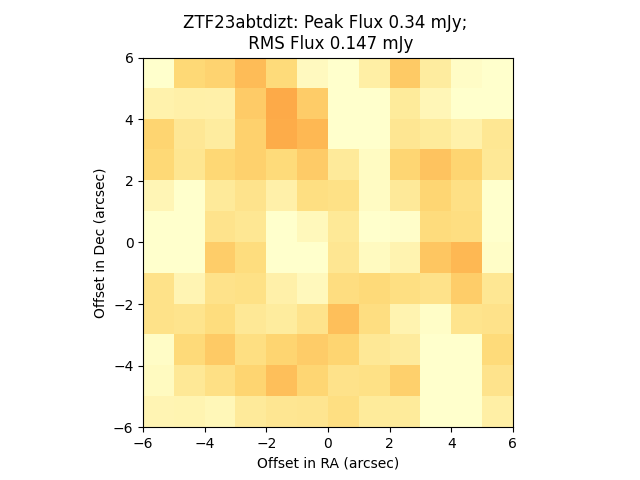 ZTF23abtdizt: Peak Flux 0.34 mJy;
RMS Flux 0.147 mJy
6
4
2
0
−2
−4
−6
Offset in Dec (arcsec)
−6 −4 −2 0 2 4 6
Offset in RA (arcsec)